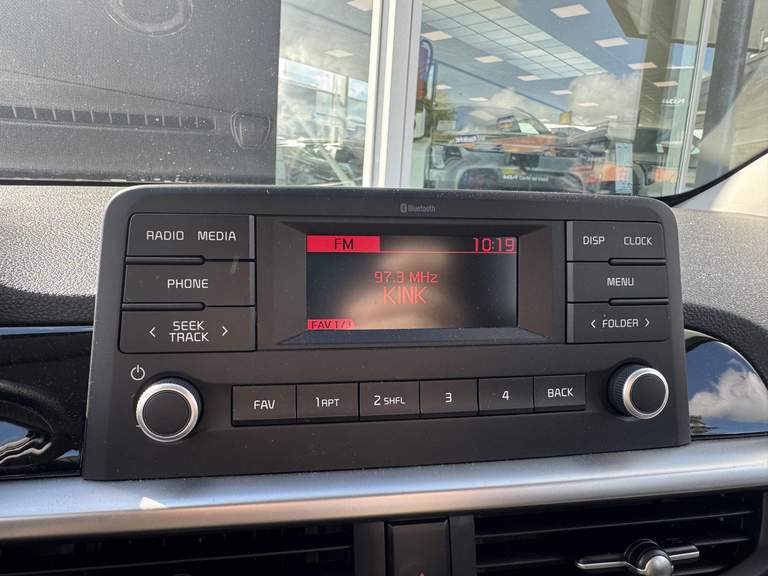 Bluetooth
RADIO MEDIA
PHONE
< SEEK >
TRACK
FM 10:19
97.3 MHz
KINK
FAV 1/1
DISP CLOCK
MENU
< FOLDER >
FAV 1 RPT 2 SHFL 3 4 BACK